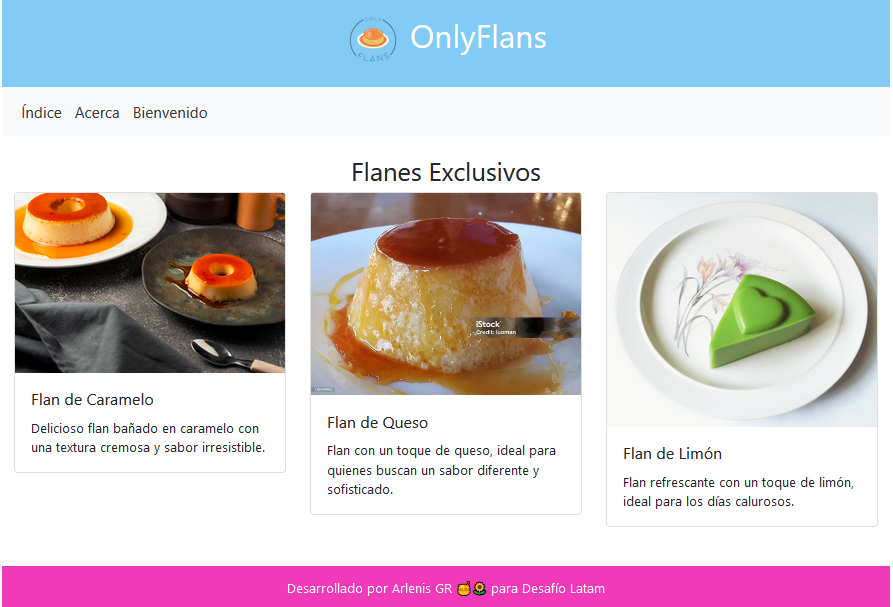 ONLY
FLANS
OnlyFlans
Índice Acerca Bienvenido
Flanes Exclusivos
iStock
Credit: luoman
Flan de Caramelo
Delicioso flan bañado en caramelo con
una textura cremosa y sabor irresistible.
Flan de Queso
Flan con un toque de queso, ideal para
quienes buscan un sabor diferente y
sofisticado.
Flan de Limón
Flan refrescante con un toque de limón,
ideal para los días calurosos.
Desarrollado por Arlenis GR 🍯🌻 para Desafío Latam